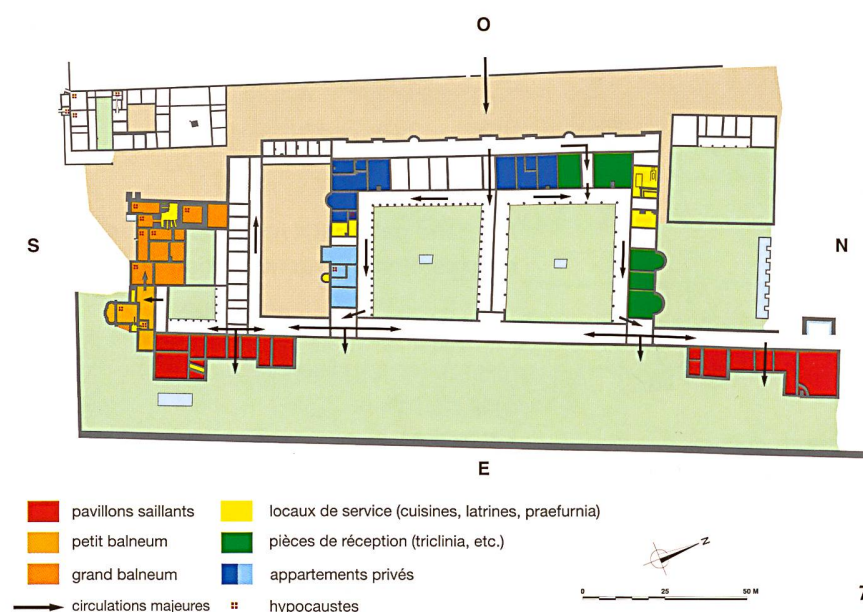 O
S
N
E
pavillons saillants
locaux de service (cuisines, latrines, praefurnia)
petit balneum
pièces de réception (triclinia, etc.)
grand balneum
appartements privés
circulations majeures
hypocaustes
N
0 25 50 M
7